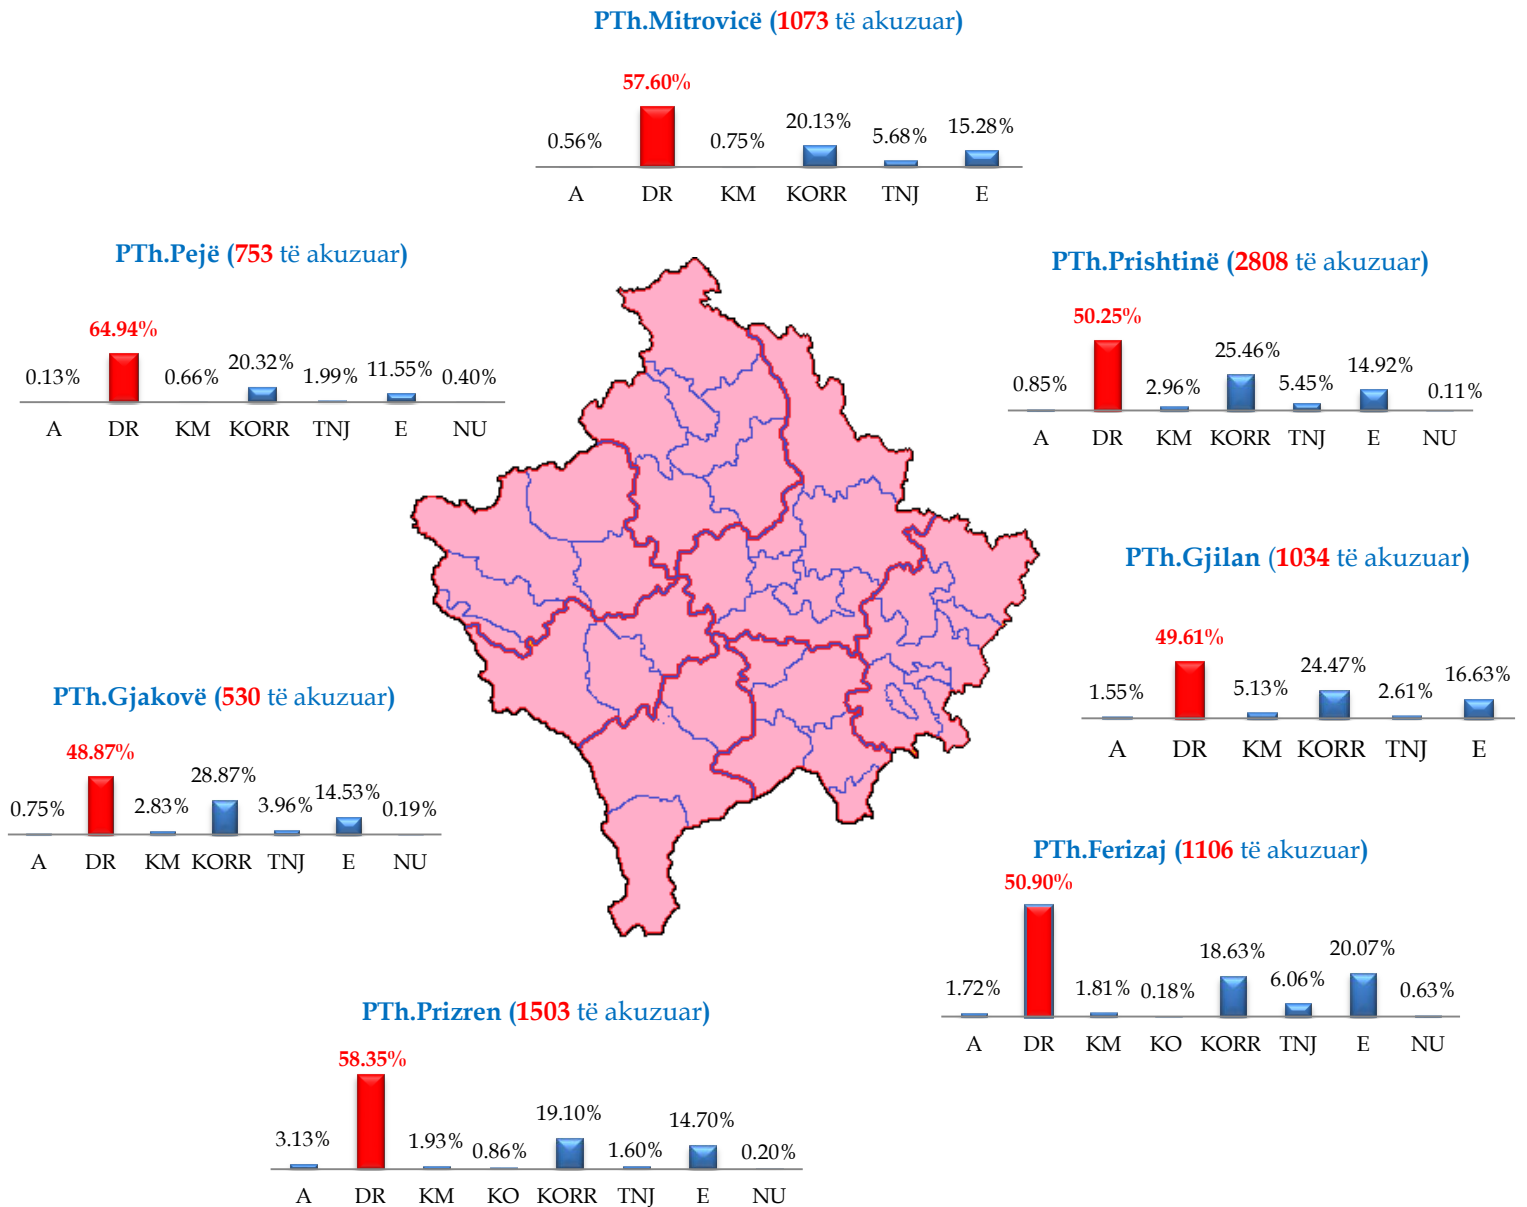 PTh.Mitrovicë (1073 të akuzuar)
57.60%
0.56% 0.75% 20.13% 5.68% 15.28%
A DR KM KORR TNJ E
PTh.Pejë (753 të akuzuar)
64.94%
0.13% 0.66% 20.32% 1.99% 11.55% 0.40%
A DR KM KORR TNJ E NU
PTh.Prishtinë (2808 të akuzuar)
50.25%
0.85% 2.96% 25.46% 5.45% 14.92% 0.11%
A DR KM KORR TNJ E NU
PTh.Gjilan (1034 të akuzuar)
49.61%
1.55% 5.13% 24.47% 2.61% 16.63%
A DR KM KORR TNJ E
PTh.Gjakovë (530 të akuzuar)
48.87%
0.75% 2.83% 28.87% 3.96% 14.53% 0.19%
A DR KM KORR TNJ E NU
PTh.Ferizaj (1106 të akuzuar)
50.90%
1.72% 1.81% 0.18% 18.63% 6.06% 20.07% 0.63%
A DR KM KO KORR TNJ E NU
PTh.Prizren (1503 të akuzuar)
58.35%
3.13% 1.93% 0.86% 19.10% 1.60% 14.70% 0.20%
A DR KM KO KORR TNJ E NU